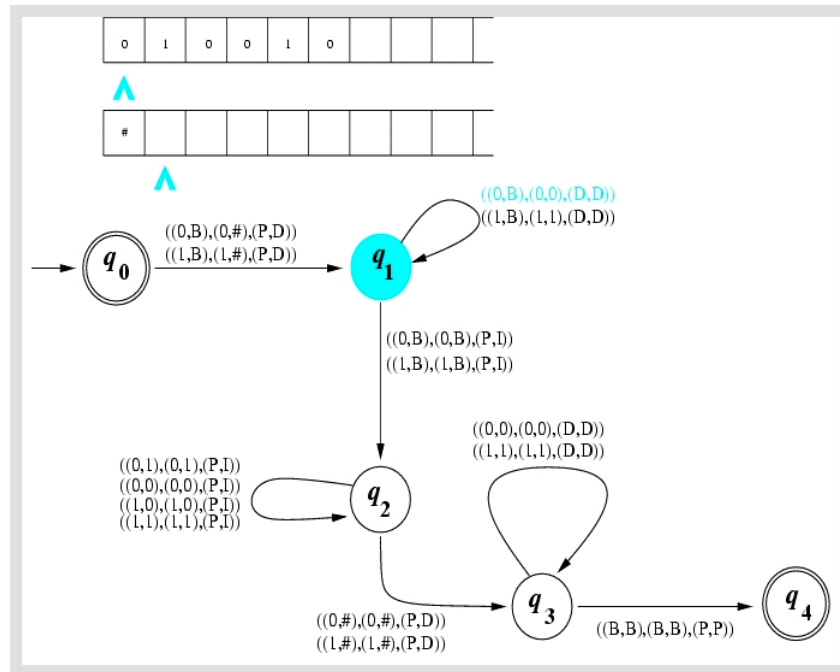 0 1 0 0 1 0
#
((0,B),(0,0),(D,D))
((1,B),(1,1),(D,D))
((0,B),(0,#),(P,D))
((1,B),(1,#),(P,D))
q0
q1
((0,B),(0,B),(P,I))
((1,B),(1,B),(P,I))
((0,0),(0,0),(D,D))
((1,1),(1,1),(D,D))
((0,1),(0,1),(P,I))
((0,0),(0,0),(P,I))
((1,0),(1,0),(P,I))
((1,1),(1,1),(P,I))
q2
q3
q4
((0,#),(0,#),(P,D))
((1,#),(1,#),(P,D))
((B,B),(B,B),(P,P))